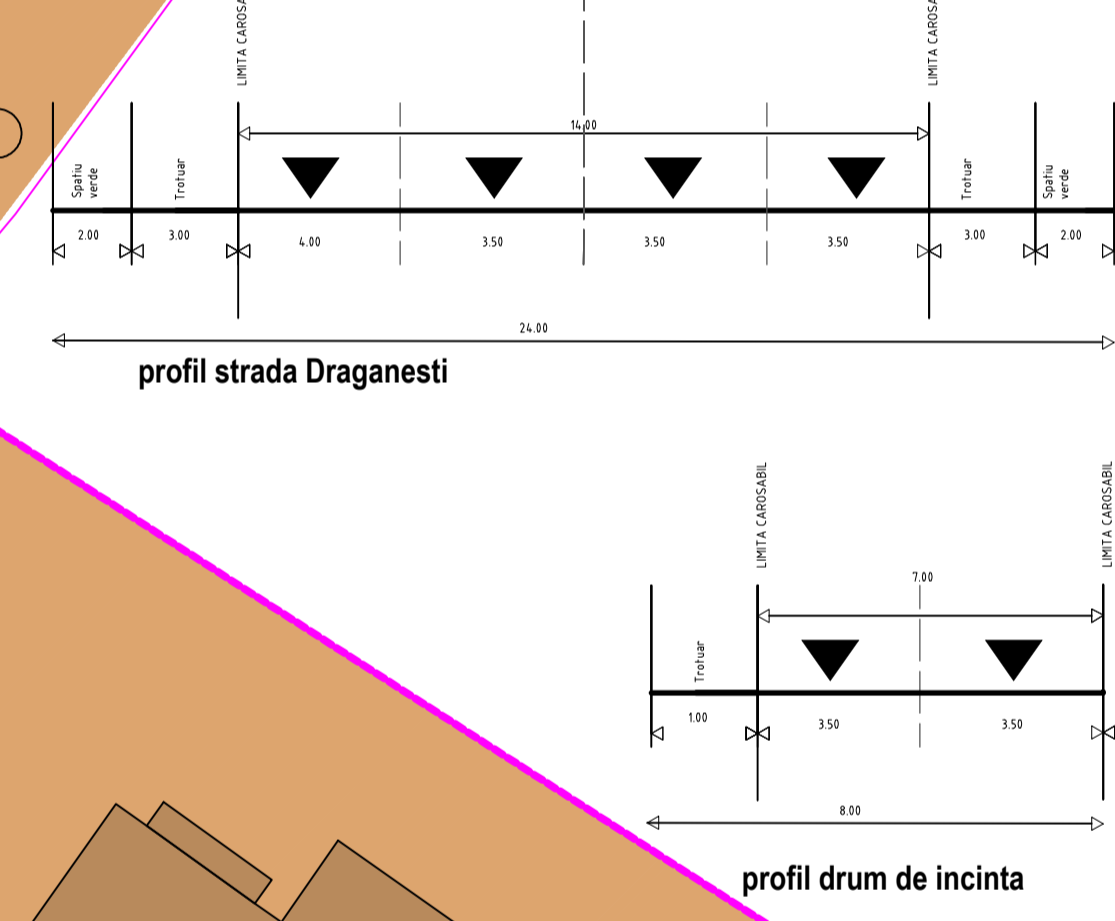 LIMITA CAROSA
LIMITA CAROSA
14.00
Spatiu
verde
Trotuar
Trotuar
Spatiu
verde
2.00
3.00
4.00
3.50
3.50
3.50
3.00
2.00
24.00
profil strada Draganesti
LIMITA CAROSABIL
LIMITA CAROSABIL
7.00
Trotuar
1.00
3.50
3.50
8.00
profil drum de incinta